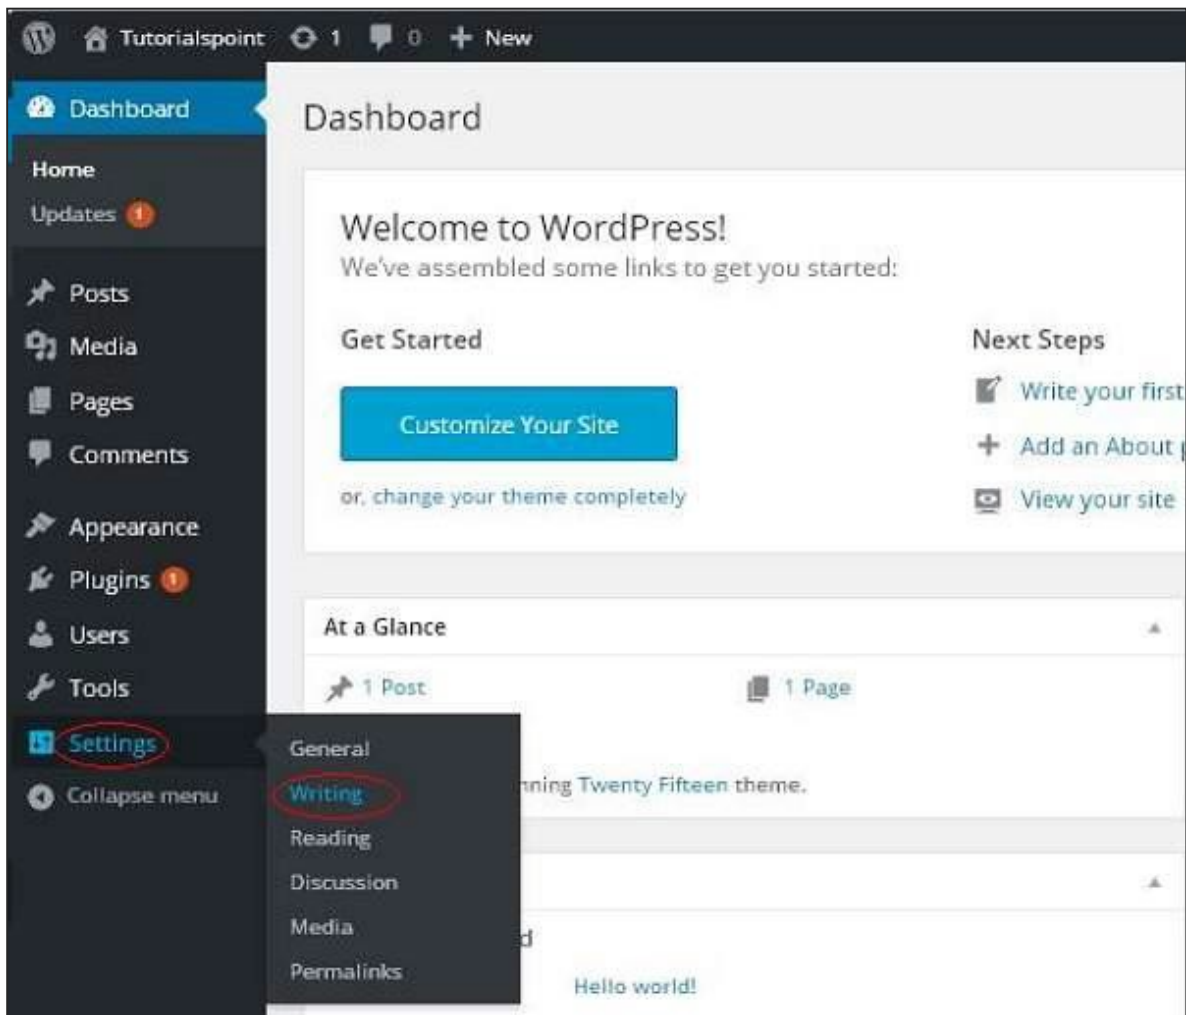 Tutorialspoint 1 0 New
Dashboard
Home
Updates 1
Posts
Media
Pages
Comments
Appearance
Plugins 1
Users
Tools
Settings
Collapse menu
General
Writing
Reading
Discussion
Media
Permalinks
Dashboard
Welcome to WordPress!
We've assembled some links to get you started:
Get Started
Customize Your Site
or, change your theme completely
Next Steps
Write your first
Add an About
View your site
At a Glance
1 Post
1 Page
Twenty Fifteen theme.
Hello world!